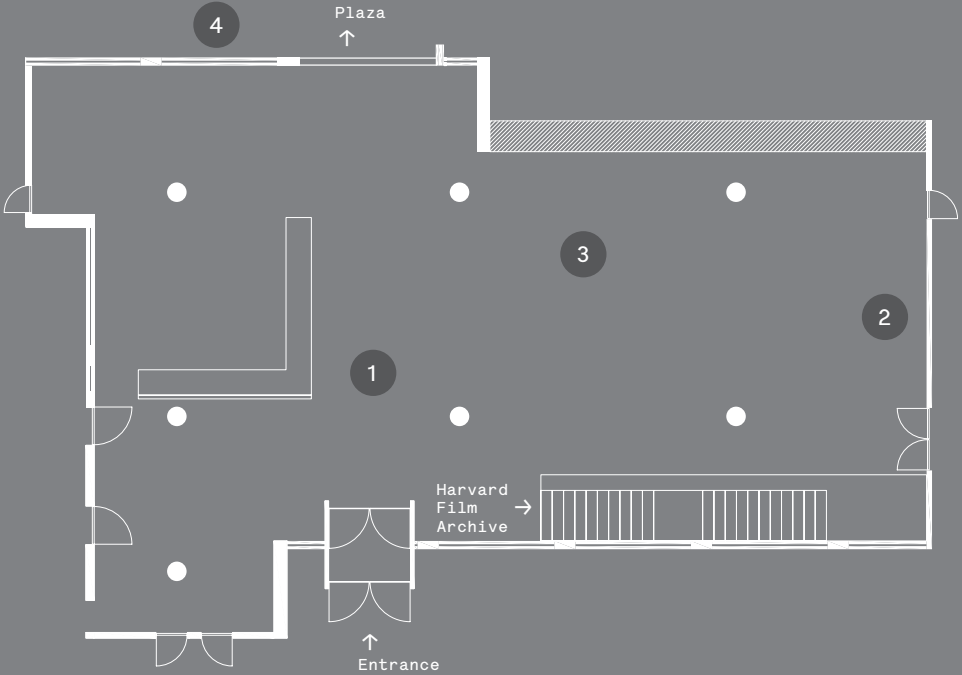 Plaza
↑
4
3
2
1
Harvard
Film →
Archive
↑
Entrance